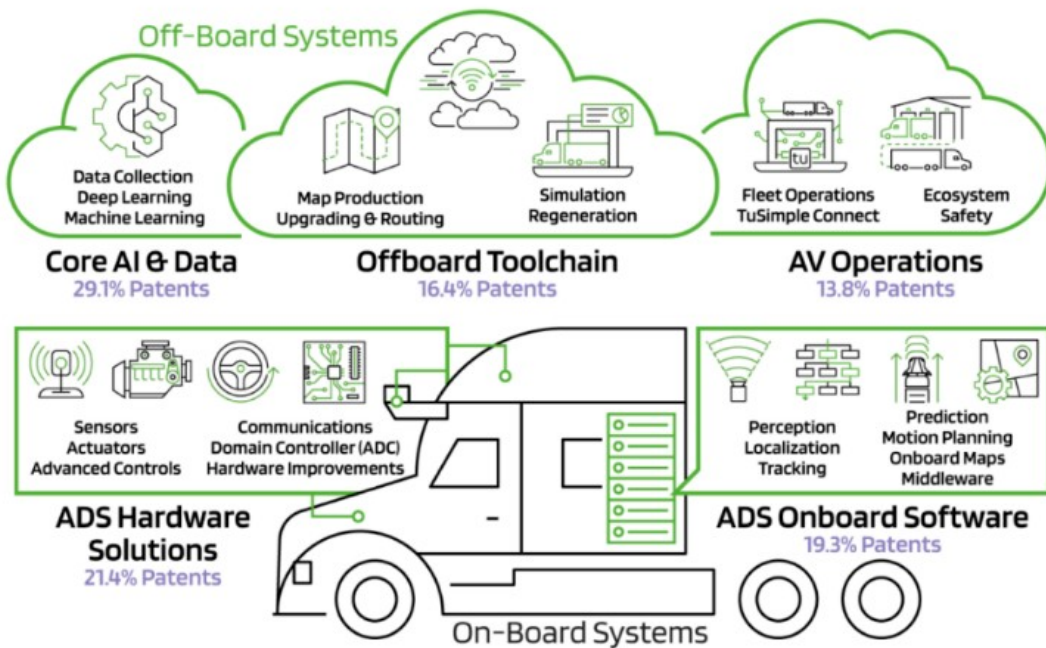 Off-Board Systems
Data Collection
Deep Learning
Machine Learning
Core AI & Data
29.1% Patents
Map Production
Upgrading & Routing
Simulation
Regeneration
Offboard Toolchain
16.4% Patents
tu
Fleet Operations
TuSimple Connect
Ecosystem
Safety
AV Operations
13.8% Patents
Sensors
Actuators
Advanced Controls
Communications
Domain Controller (ADC)
Hardware Improvements
ADS Hardware
Solutions
21.4% Patents
Perception
Localization
Tracking
Prediction
Motion Planning
Onboard Maps
Middleware
ADS Onboard Software
19.3% Patents
On-Board Systems